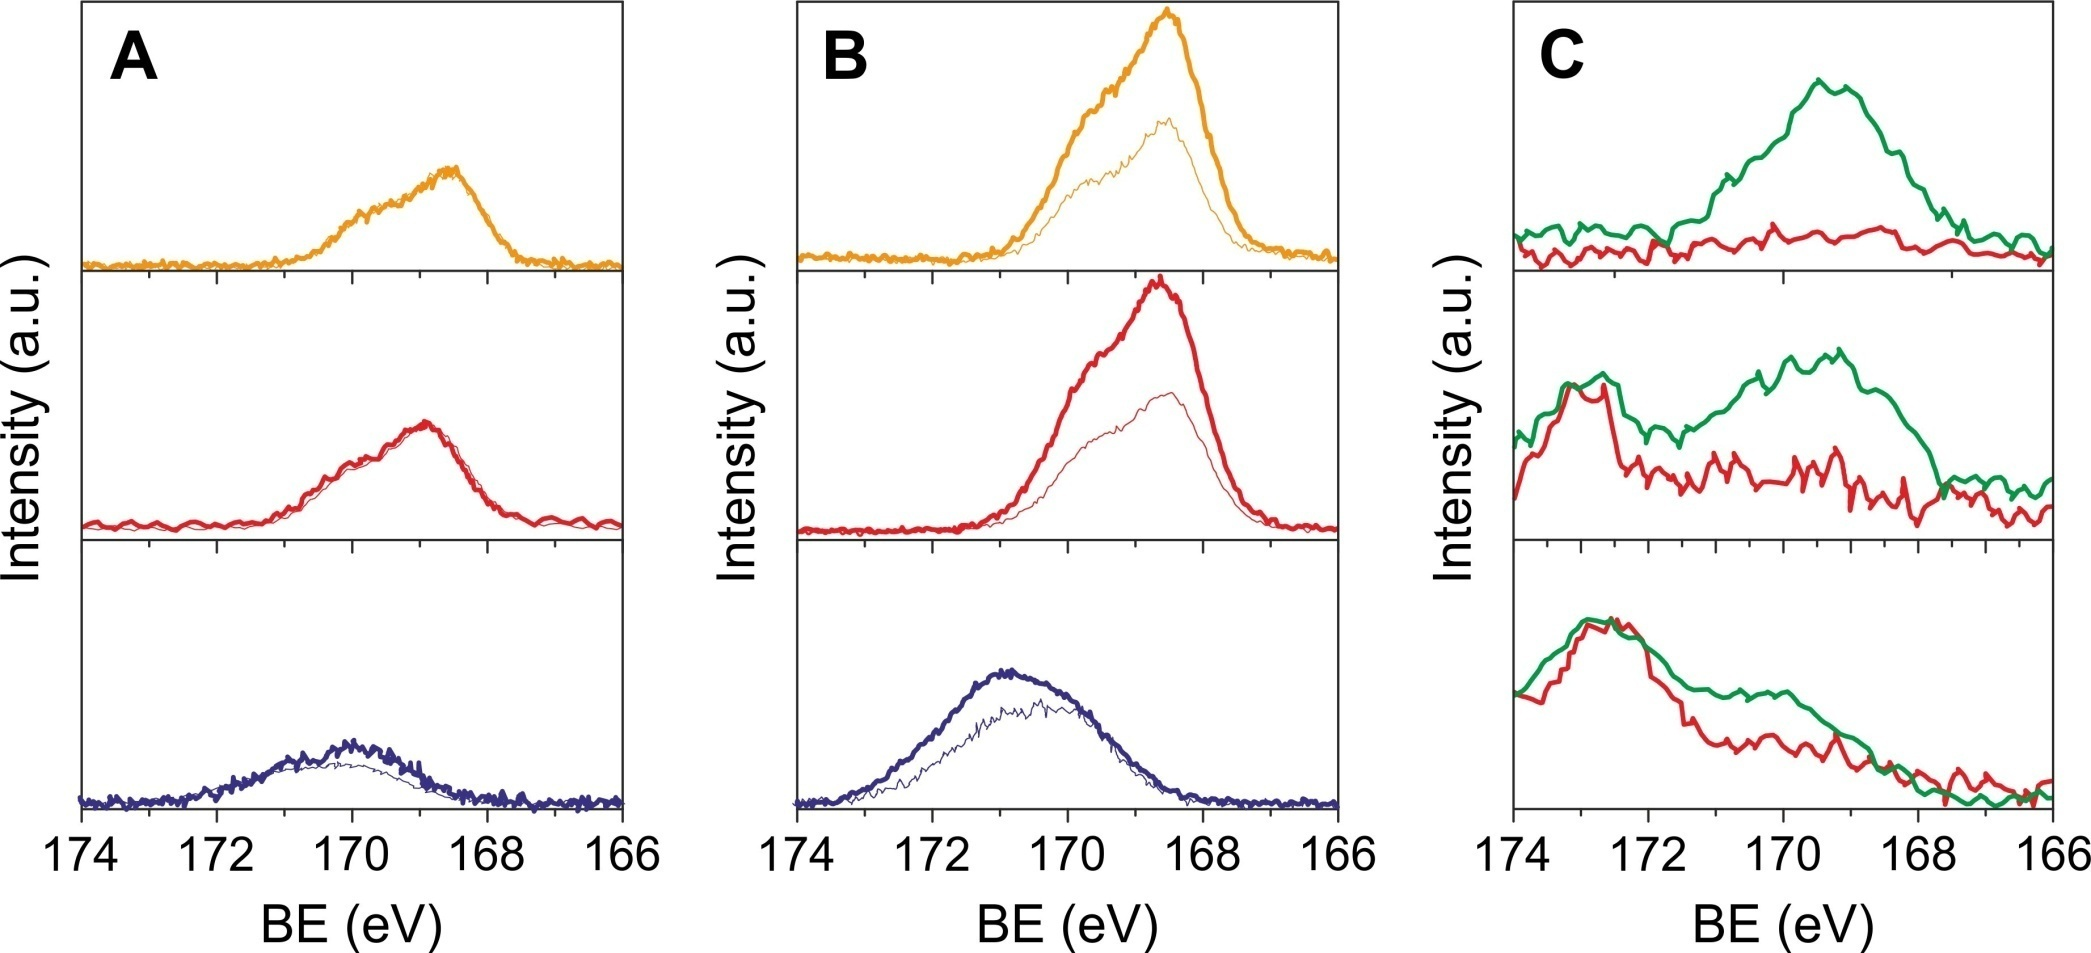 A
B
C
Intensity (a.u.)
Intensity (a.u.)
Intensity (a.u.)
174 172 170 168 166
174 172 170 168 166
174 172 170 168 166
BE (eV)
BE (eV)
BE (eV)